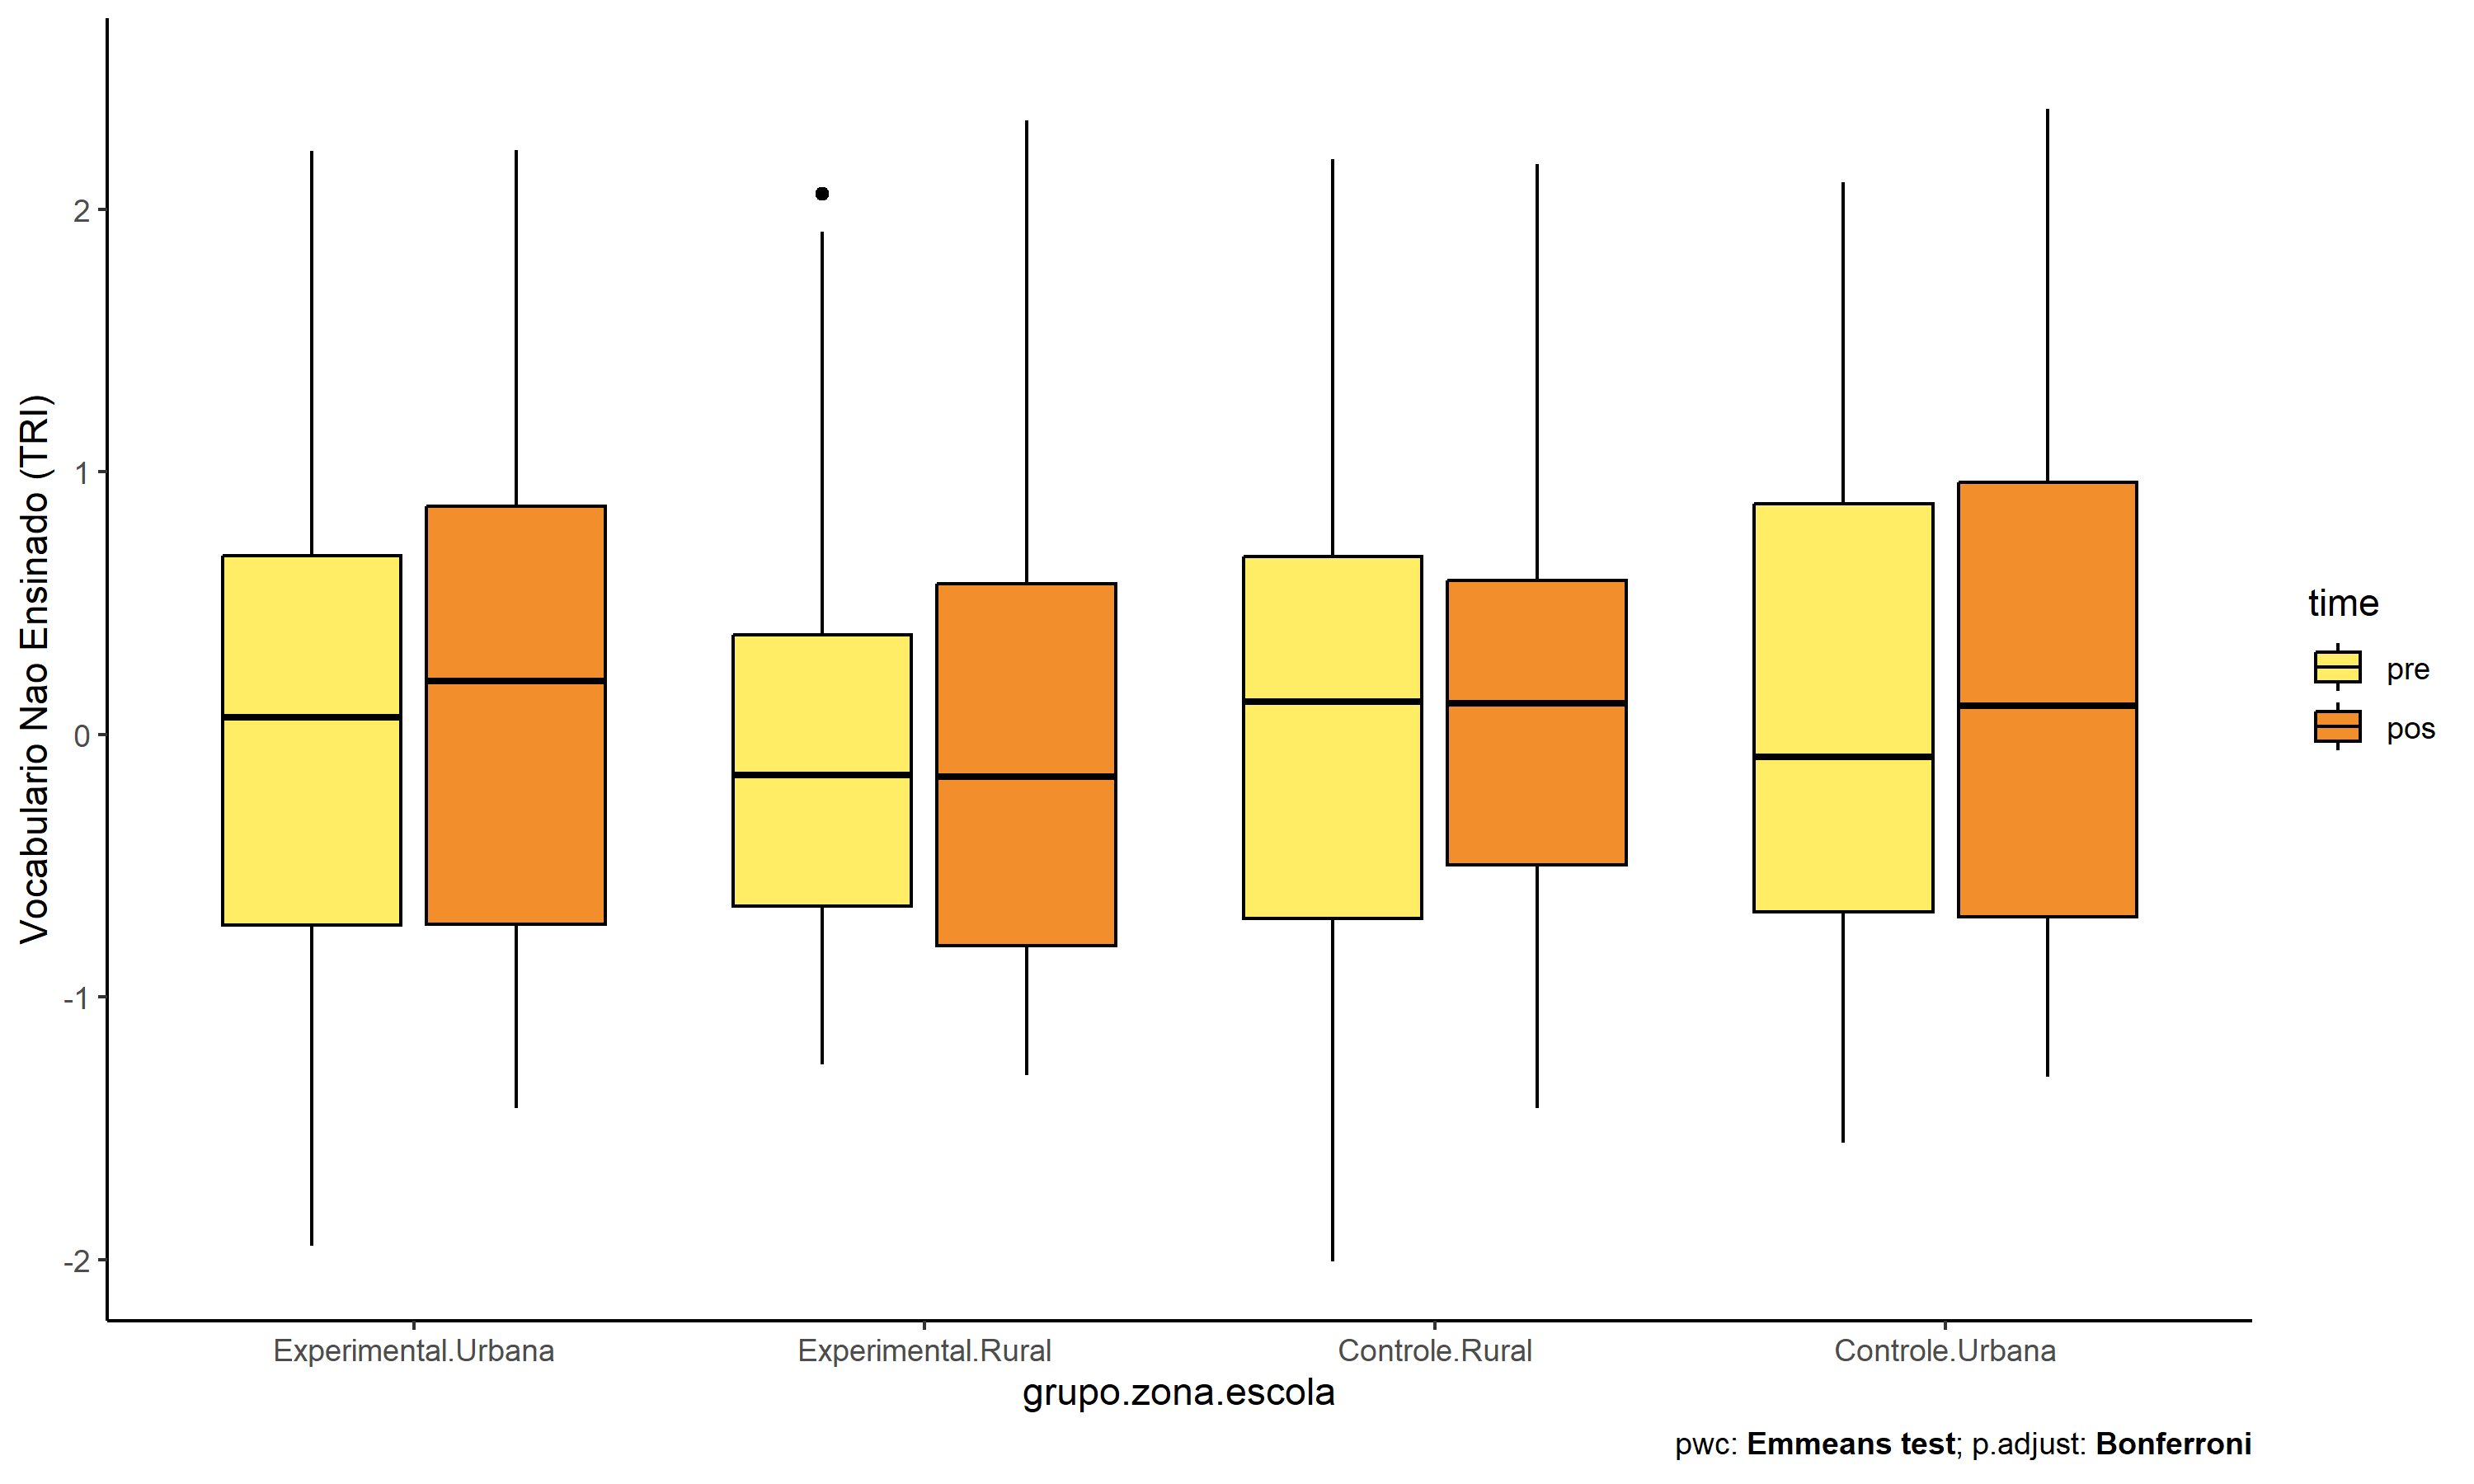 Vocabulario Nao Ensinado (TRI)
2
1
0
-1
-2
Experimental.Urbana
Experimental.Rural
Controle.Rural
Controle.Urbana
grupo.zona.escola
time
pre
pos
pwc: Emmeans test; p.adjust: Bonferroni